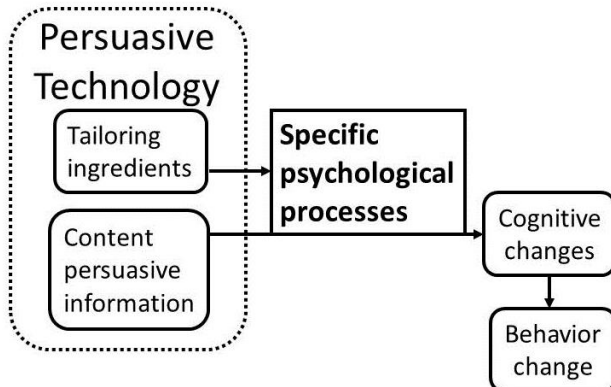 Persuasive
Technology
Tailoring
ingredients
Specific
psychological
processes
Content
persuasive
information
Cognitive
changes
Behavior
change